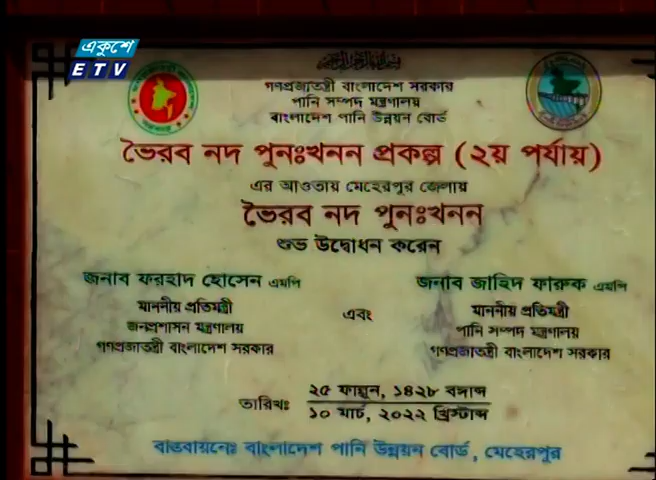 একুশে
ETV
গণপ্রজাতন্ত্রী বাংলাদেশ সরকার
পানি সম্পদ মন্ত্রণালয়
বাংলাদেশ পানি উন্নয়ন বোর্ড
ভৈরব নদ পুনঃখনন প্রকল্প (২য় পর্যায়)
এর আওতায় মেহেরপুর জেলায়
ভৈরব নদ পুনঃখনন
শুভ উদ্বোধন করেন
জনাব ফরহাদ হোসেন এমপি
মাননীয় প্রতিমন্ত্রী
জনপ্রশাসন মন্ত্রণালয়
গণপ্রজাতন্ত্রী বাংলাদেশ সরকার
এবং
জনাব জাহিদ ফারুক এমপি
মাননীয় প্রতিমন্ত্রী
পানি সম্পদ মন্ত্রণালয়
গণপ্রজাতন্ত্রী বাংলাদেশ সরকার
তারিখঃ
২৫ ফাল্গুন, ১৪২৮ বঙ্গাব্দ
১০ মার্চ, ২০২২ খ্রিস্টাব্দ
বাস্তবায়নেঃ বাংলাদেশ পানি উন্নয়ন বোর্ড, মেহেরপুর